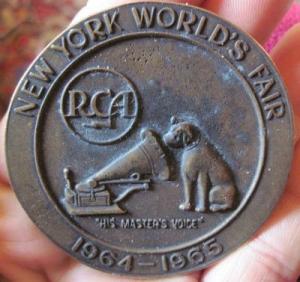 NEW YORK WORLD'S FAIR
RCA
"HIS MASTER'S VOICE"
1964-1965